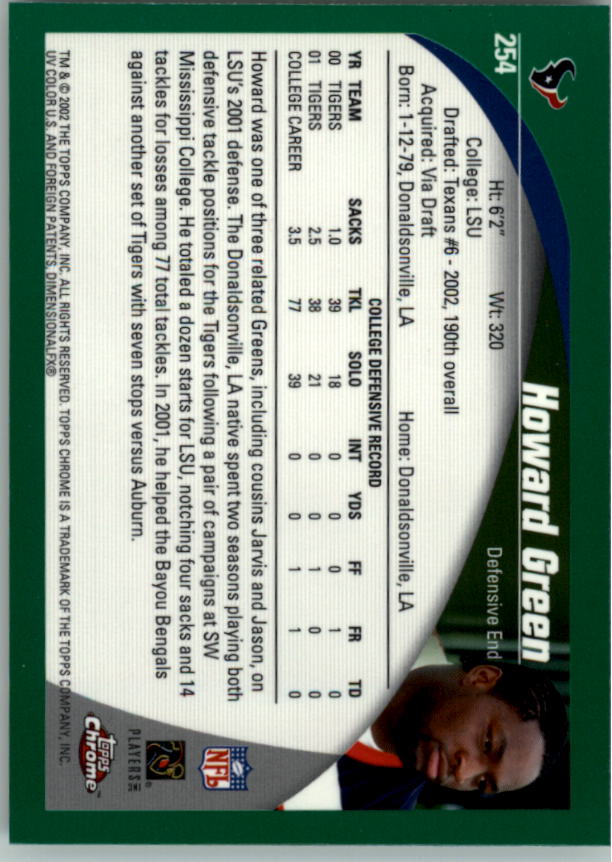 254
Howard Green
Defensive End
Ht: 6'2" Wt: 320
College: LSU
Drafted: Texans #6 - 2002, 190th overall
Acquired: Via Draft
Born: 1-12-79, Donaldsonville, LA Home: Donaldsonville, LA
COLLEGE DEFENSIVE RECORD
YR TEAM SACKS TKL SOLO INT YDS FF FR TD
00 TIGERS 1.0 39 18 0 0 0 1 0
01 TIGERS 2.5 38 21 0 0 1 0 0
COLLEGE CAREER 3.5 77 39 0 0 1 1 0
Howard was one of three related Greens, including cousins Jarvis and Jason, on
LSU's 2001 defense. The Donaldsonville, LA native spent two seasons playing both
defensive tackle positions for the Tigers following a pair of campaigns at SW
Mississippi College. He totaled a dozen starts for LSU, notching four sacks and 14
tackles for losses among 77 total tackles. In 2001, he helped the Bayou Bengals
against another set of Tigers with seven stops versus Auburn.
NFL
PLAYERS INC
topps
Chrome
TM & © 2002 THE TOPPS COMPANY, INC. ALL RIGHTS RESERVED. TOPPS CHROME IS A TRADEMARK OF THE TOPPS COMPANY, INC.
UV COLOR U.S. AND FOREIGN PATENTS, DIMENSIONALFX®